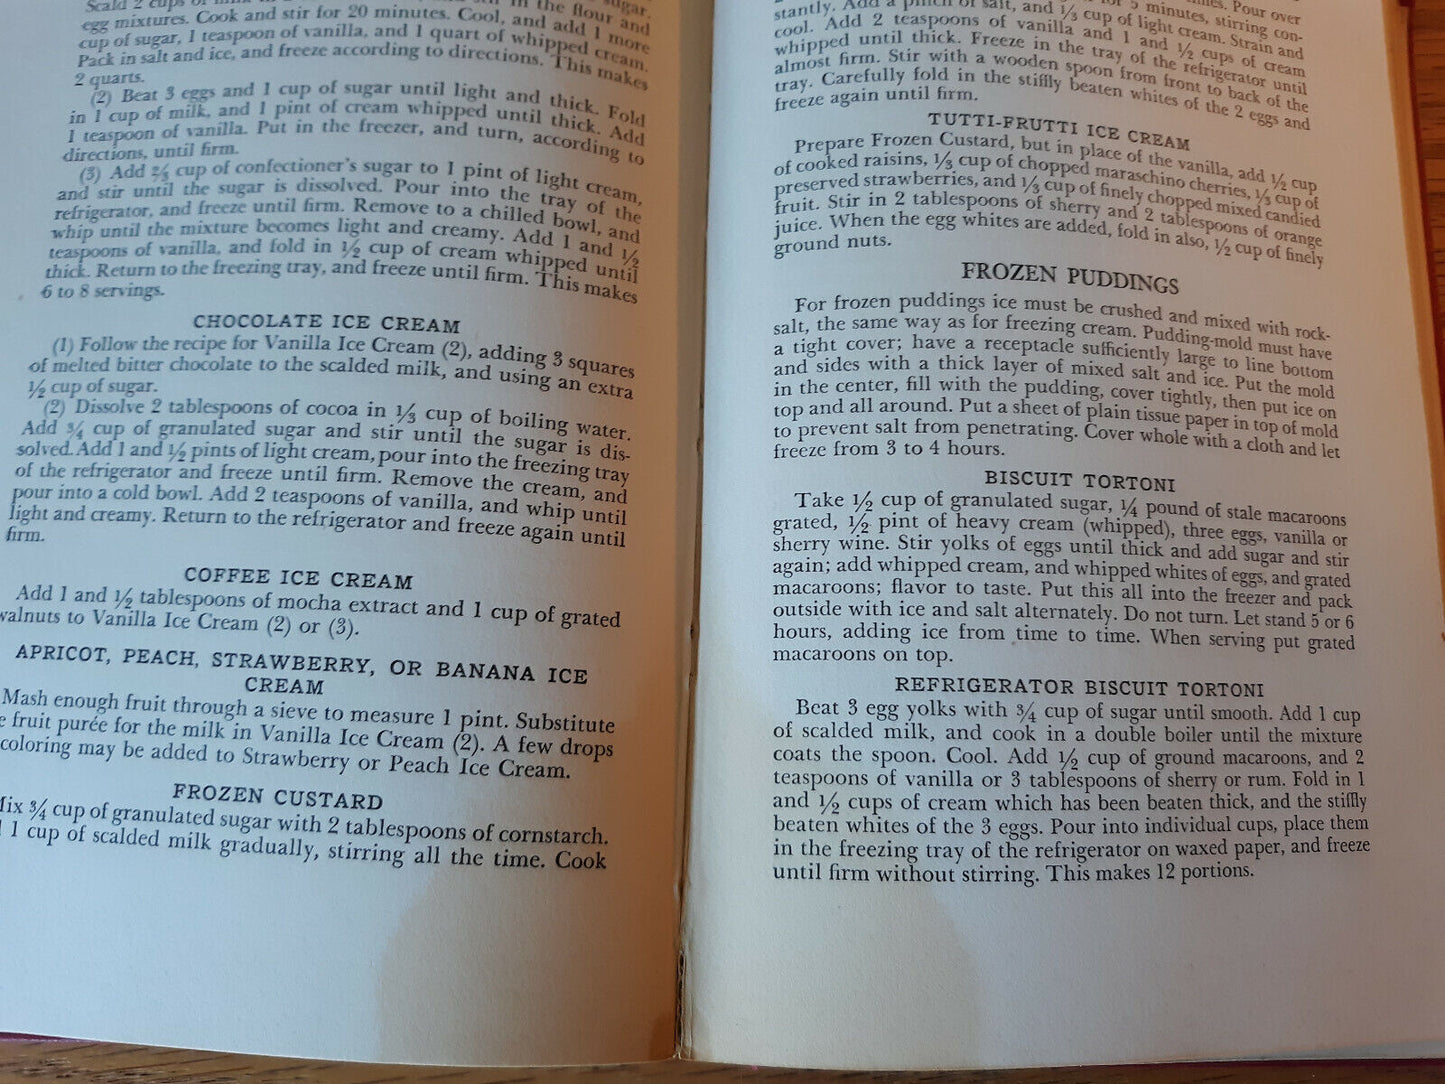 Scald 2 cups of milk in the flour and sugar.
egg mixtures. Cook and stir for 20 minutes. Cool, and add 1 more
cup of sugar, 1 teaspoon of vanilla, and 1 quart of whipped cream.
Pack in salt and ice, and freeze according to directions. This makes
2 quarts.
(2) Beat 3 eggs and 1 cup of sugar until light and thick. Fold
in 1 cup of milk, and 1 pint of cream whipped until thick. Add
1 teaspoon of vanilla. Put in the freezer, and turn, according to
directions, until firm.
(3) Add ⅔ cup of confectioner's sugar to 1 pint of light cream,
and stir until the sugar is dissolved. Pour into the tray of the
refrigerator, and freeze until firm. Remove to a chilled bowl, and
whip until the mixture becomes light and creamy. Add 1 and ½
teaspoons of vanilla, and fold in ½ cup of cream whipped until
thick. Return to the freezing tray, and freeze until firm. This makes
6 to 8 servings.
CHOCOLATE ICE CREAM
(1) Follow the recipe for Vanilla Ice Cream (2), adding 3 squares
of melted bitter chocolate to the scalded milk, and using an extra
½ cup of sugar.
(2) Dissolve 2 tablespoons of cocoa in ⅓ cup of boiling water.
Add ¾ cup of granulated sugar and stir until the sugar is dis-
solved. Add 1 and ½ pints of light cream, pour into the freezing tray
of the refrigerator and freeze until firm. Remove the cream, and
pour into a cold bowl. Add 2 teaspoons of vanilla, and whip until
light and creamy. Return to the refrigerator and freeze again until
firm.
COFFEE ICE CREAM
Add 1 and ½ tablespoons of mocha extract and 1 cup of grated
walnuts to Vanilla Ice Cream (2) or (3).
APRICOT, PEACH, STRAWBERRY, OR BANANA ICE
CREAM
Mash enough fruit through a sieve to measure 1 pint. Substitute
e fruit purée for the milk in Vanilla Ice Cream (2). A few drops
coloring may be added to Strawberry or Peach Ice Cream.
FROZEN CUSTARD
Mix ¾ cup of granulated sugar with 2 tablespoons of cornstarch.
1 cup of scalded milk gradually, stirring all the time. Cook
for 5 minutes, stirring con-
stantly. Add a pinch of salt, and ⅓ cup of light cream. Strain and
cool. Add 2 teaspoons of vanilla and 1 and ½ cups of cream
whipped until thick. Freeze in the tray of the refrigerator until
almost firm. Stir with a wooden spoon from front to back of the
tray. Carefully fold in the stiffly beaten whites of the 2 eggs and
freeze again until firm.
TUTTI-FRUTTI ICE CREAM
Prepare Frozen Custard, but in place of the vanilla, add ½ cup
of cooked raisins, ⅓ cup of chopped maraschino cherries, ⅓ cup of
preserved strawberries, and ⅓ cup of finely chopped mixed candied
fruit. Stir in 2 tablespoons of sherry and 2 tablespoons of orange
juice. When the egg whites are added, fold in also, ½ cup of finely
ground nuts.
FROZEN PUDDINGS
For frozen puddings ice must be crushed and mixed with rock-
salt, the same way as for freezing cream. Pudding-mold must have
a tight cover; have a receptacle sufficiently large to line bottom
and sides with a thick layer of mixed salt and ice. Put the mold
in the center, fill with the pudding, cover tightly, then put ice on
top and all around. Put a sheet of plain tissue paper in top of mold
to prevent salt from penetrating. Cover whole with a cloth and let
freeze from 3 to 4 hours.
BISCUIT TORTONI
Take ½ cup of granulated sugar, ¼ pound of stale macaroons
grated, ½ pint of heavy cream (whipped), three eggs, vanilla or
sherry wine. Stir yolks of eggs until thick and add sugar and stir
again; add whipped cream, and whipped whites of eggs, and grated
macaroons; flavor to taste. Put this all into the freezer and pack
outside with ice and salt alternately. Do not turn. Let stand 5 or 6
hours, adding ice from time to time. When serving put grated
macaroons on top.
REFRIGERATOR BISCUIT TORTONI
Beat 3 egg yolks with ¾ cup of sugar until smooth. Add 1 cup
of scalded milk, and cook in a double boiler until the mixture
coats the spoon. Cool. Add ½ cup of ground macaroons, and 2
teaspoons of vanilla or 3 tablespoons of sherry or rum. Fold in 1
and ½ cups of cream which has been beaten thick, and the stiffly
beaten whites of the 3 eggs. Pour into individual cups, place them
in the freezing tray of the refrigerator on waxed paper, and freeze
until firm without stirring. This makes 12 portions.